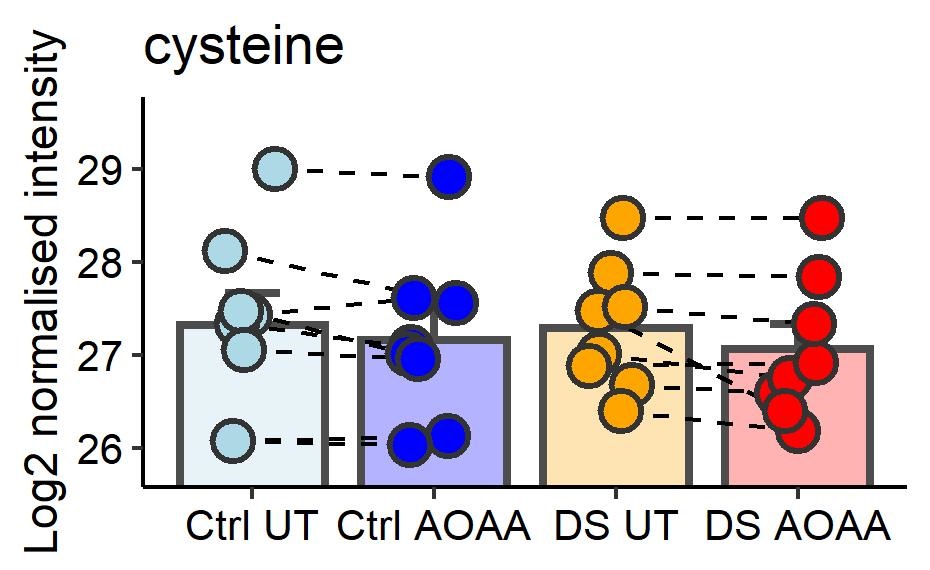 cysteine
Log2 normalised intensity
29
28
27
26
Ctrl UT Ctrl AOAA DS UT DS AOAA